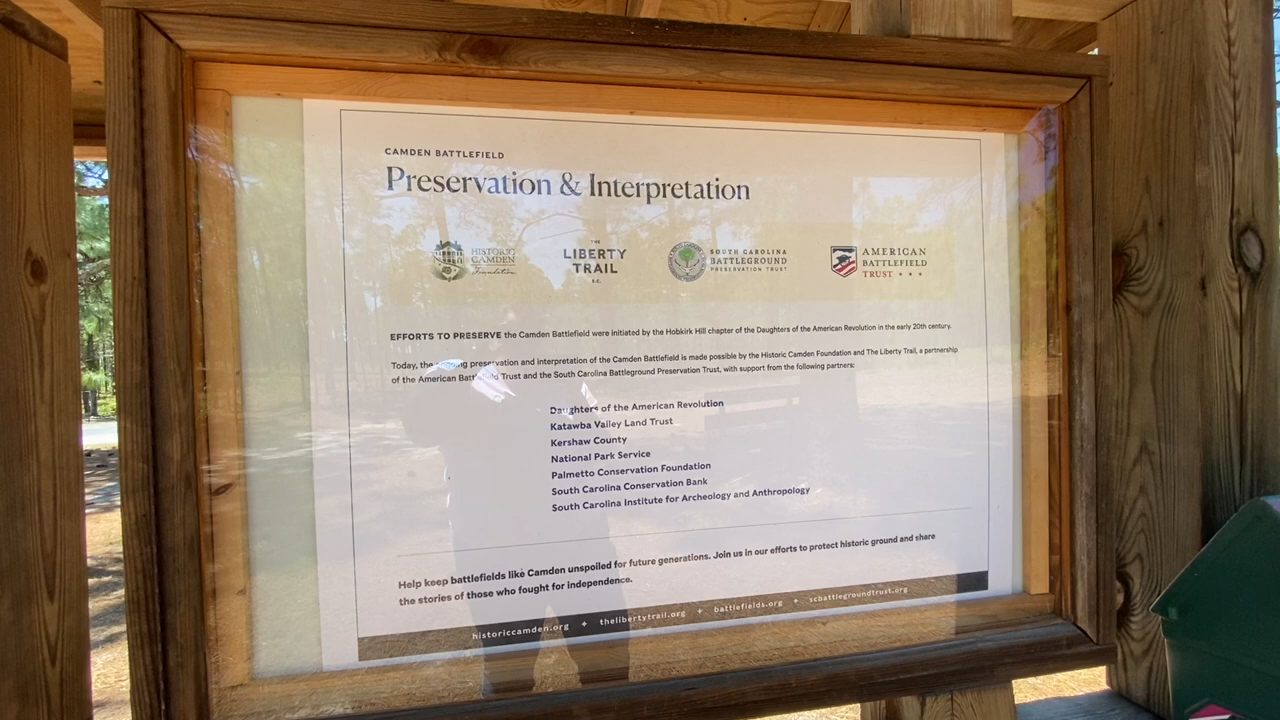 CAMDEN BATTLEFIELD
Preservation & Interpretation
HISTORIC
CAMDEN
Foundation
THE
LIBERTY
TRAIL
S.C.
SOUTH CAROLINA
BATTLEGROUND
PRESERVATION TRUST
AMERICAN
BATTLEFIELD
TRUST
EFFORTS TO PRESERVE the Camden Battlefield were initiated by the Hobkirk Hill chapter of the Daughters of the American Revolution in the early 20th century.
Today, the ongoing preservation and interpretation of the Camden Battlefield is made possible by the Historic Camden Foundation and The Liberty Trail, a partnership
of the American Battlefield Trust and the South Carolina Battleground Preservation Trust, with support from the following partners:
Daughters of the American Revolution
Katawba Valley Land Trust
Kershaw County
National Park Service
Palmetto Conservation Foundation
South Carolina Conservation Bank
South Carolina Institute for Archeology and Anthropology
Help keep battlefields like Camden unspoiled for future generations. Join us in our efforts to protect historic ground and share
the stories of those who fought for independence.
historiccamden.org + thelibertytrail.org + battlefields.org + scbattlegroundtrust.org